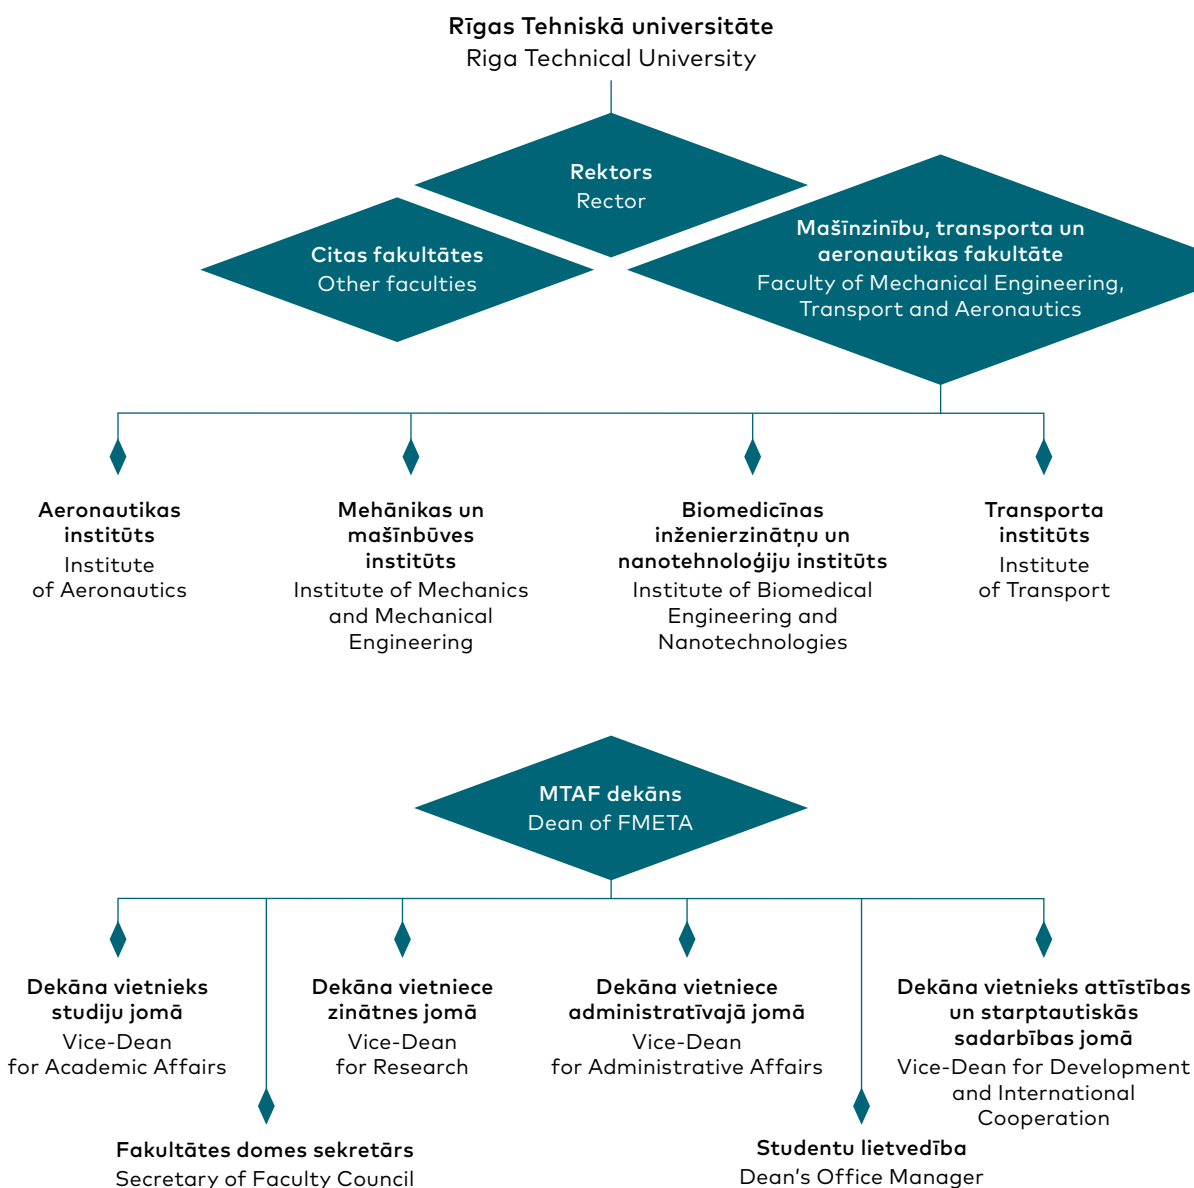 Rīgas Tehniskā universitāte
Riga Technical University
Rektors
Rector
Citas fakultātes
Other faculties
Mašīnzinību, transporta un
aeronautikas fakultāte
Faculty of Mechanical Engineering,
Transport and Aeronautics
Aeronautikas
institūts
Institute
of Aeronautics
Mehānikas un
mašīnbūves
institūts
Institute of Mechanics
and Mechanical
Engineering
Biomedicīnas
inženierzinātņu un
nanotehnoloģiju institūts
Institute of Biomedical
Engineering and
Nanotechnologies
Transporta
institūts
Institute
of Transport
MTAF dekāns
Dean of FMETA
Dekāna vietnieks
studiju jomā
Vice-Dean
for Academic Affairs
Dekāna vietniece
zinātnes jomā
Vice-Dean
for Research
Dekāna vietniece
administratīvajā jomā
Vice-Dean
for Administrative Affairs
Dekāna vietnieks attīstības
un starptautiskās
sadarbības jomā
Vice-Dean for Development
and International
Cooperation
Fakultātes domes sekretārs
Secretary of Faculty Council
Studentu lietvedība
Dean's Office Manager